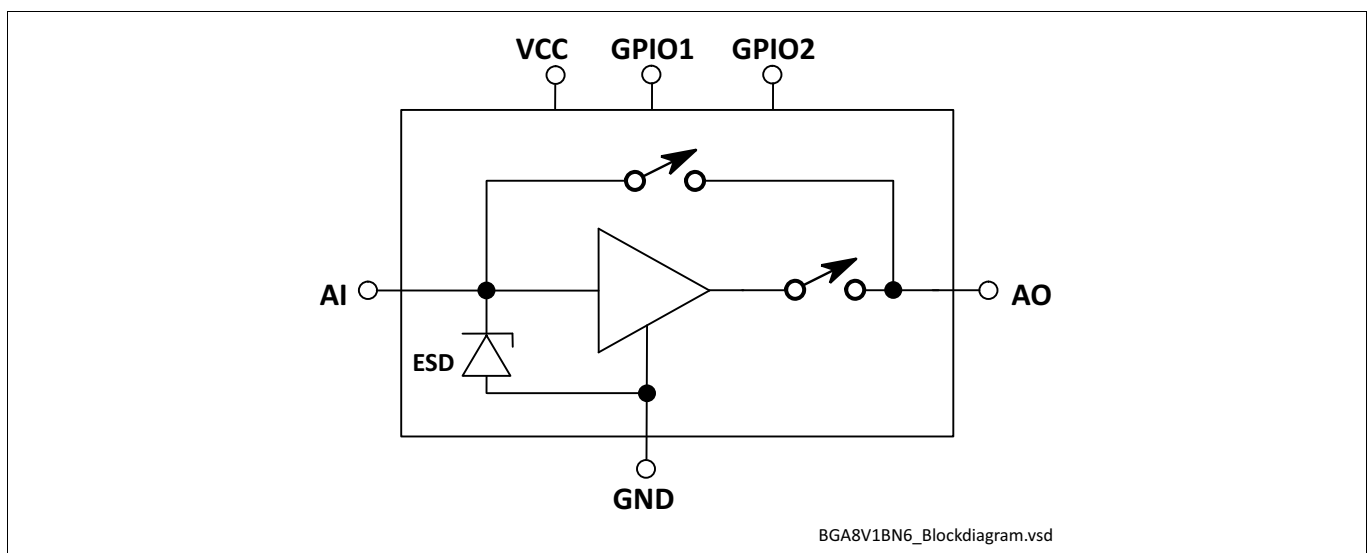 VCC GPIO1 GPIO2
AI AO
ESD
GND
BGA8V1BN6_Blockdiagram.vsd